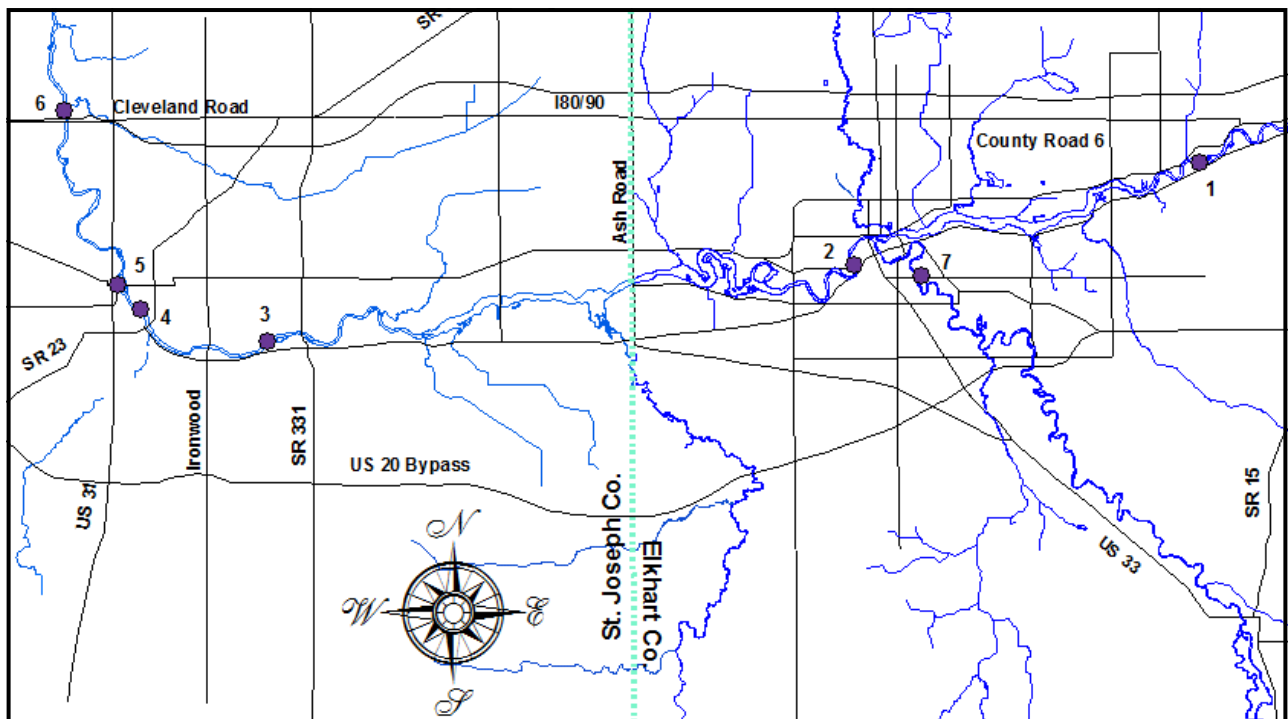 SR
6
Cleveland Road
I80/90
County Road 6
1
Ash Road
2
7
5
4
3
SR 23
US 31
Ironwood
SR 331
US 20 Bypass
St. Joseph Co.
Elkhart Co.
SR 15
US 33
N
W
E
S